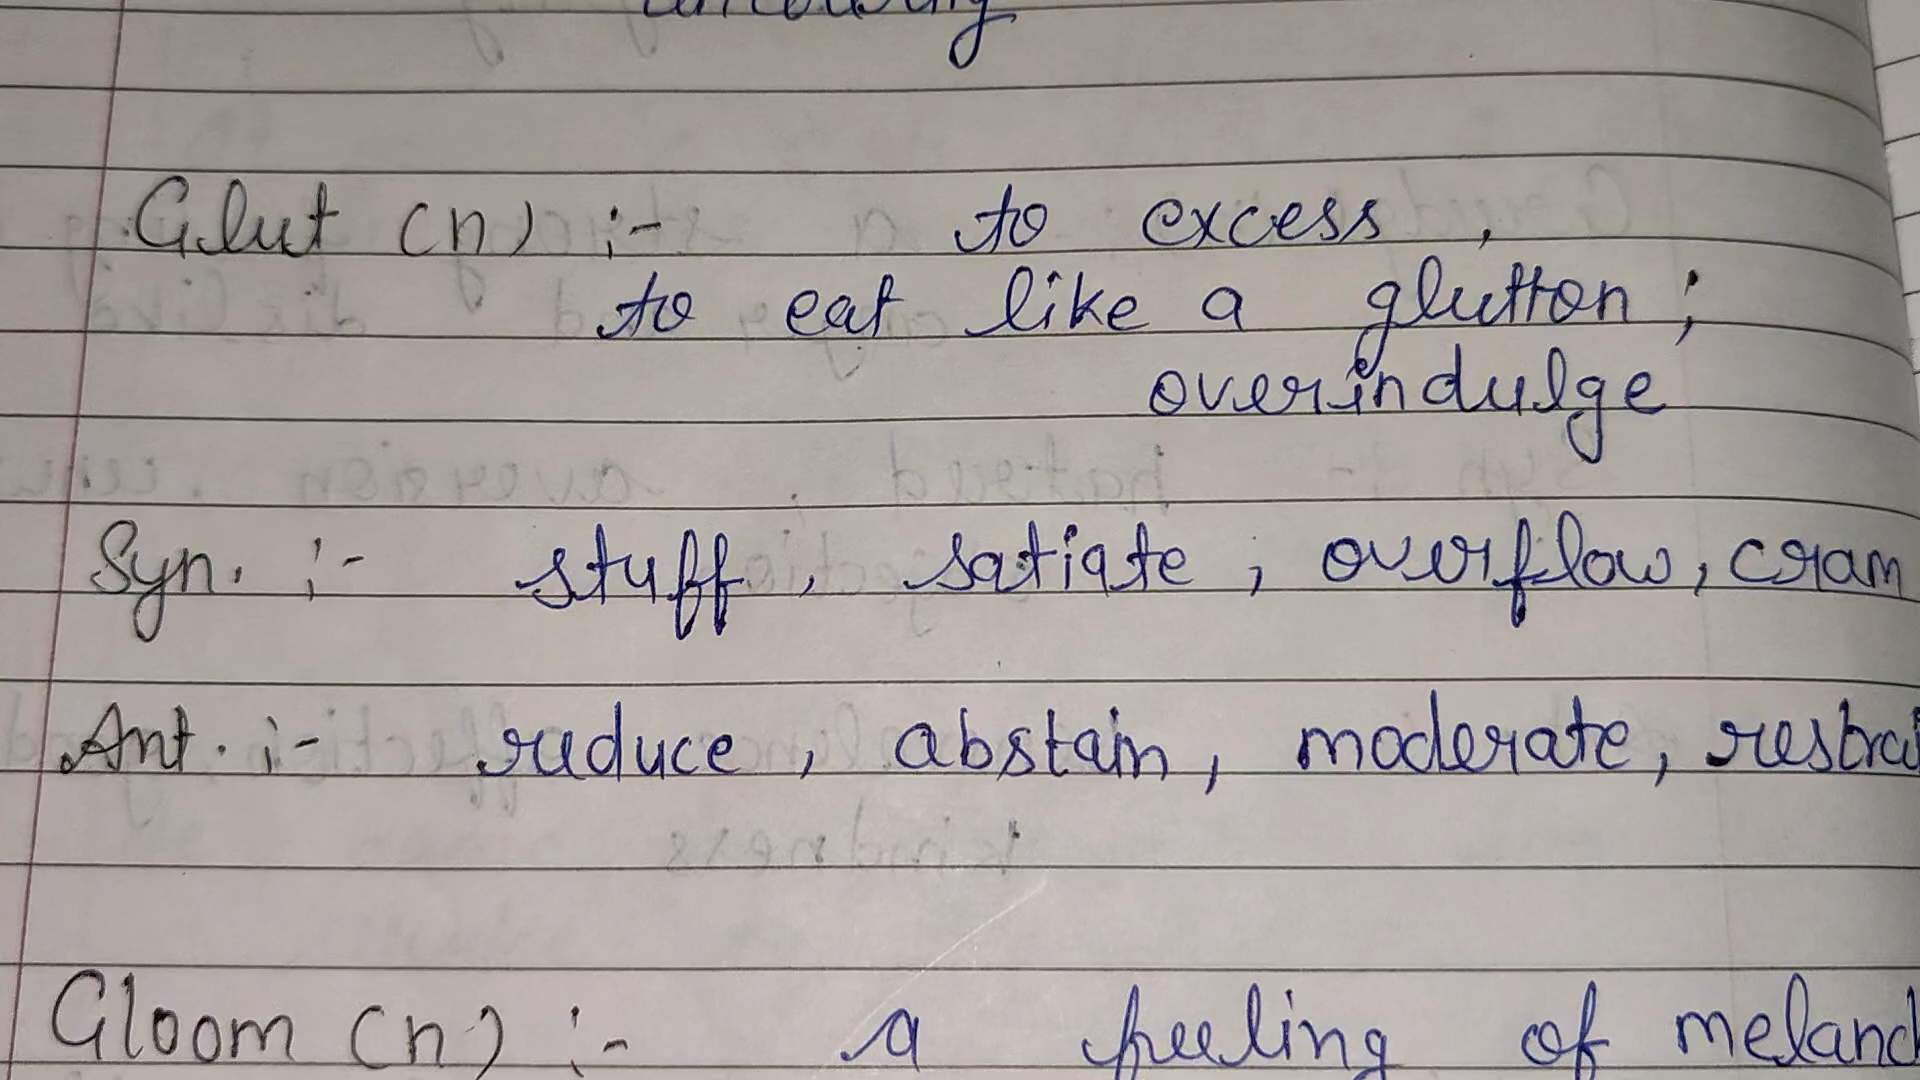 Glut (n) :- to excess,
to eat like a glutton;
overindulge
Syn. :- stuff, satiate, overflow, cram
Ant. :- reduce, abstain, moderate,
Gloom (n) :- a feeling of